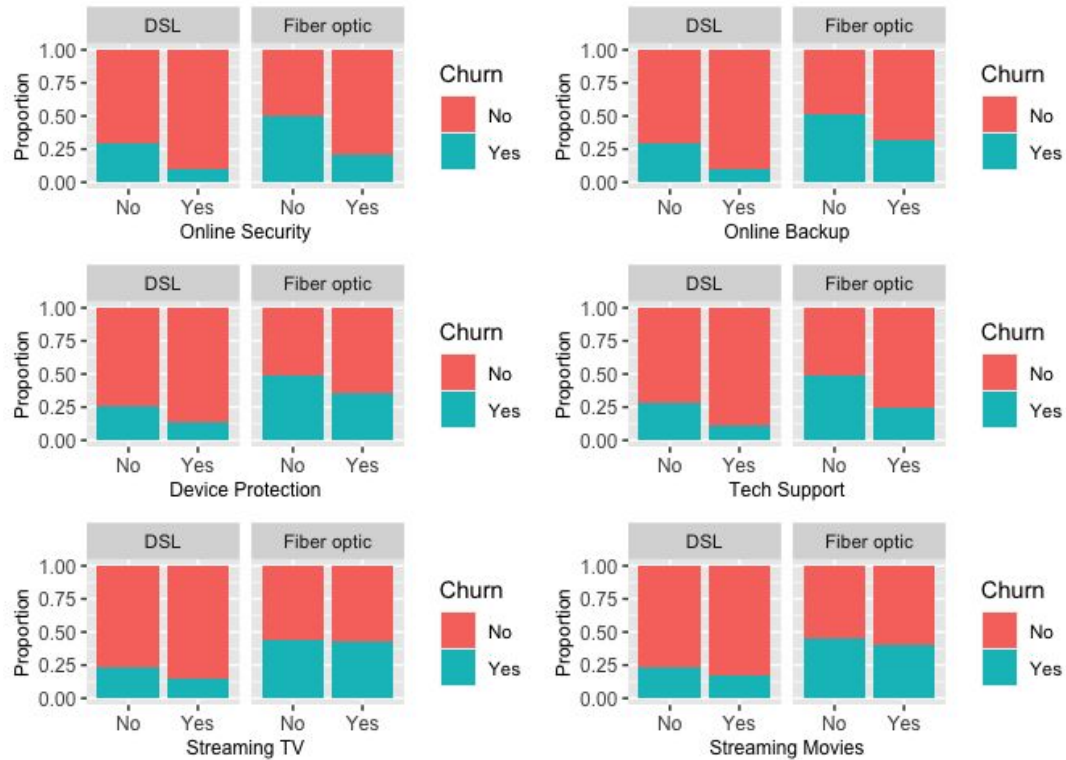 DSL Fiber optic
1.00
0.75
0.50
0.25
0.00
Proportion
No Yes No Yes
Online Security
Churn
No
Yes
DSL Fiber optic
1.00
0.75
0.50
0.25
0.00
Proportion
No Yes No Yes
Online Backup
Churn
No
Yes
DSL Fiber optic
1.00
0.75
0.50
0.25
0.00
Proportion
No Yes No Yes
Device Protection
Churn
No
Yes
DSL Fiber optic
1.00
0.75
0.50
0.25
0.00
Proportion
No Yes No Yes
Tech Support
Churn
No
Yes
DSL Fiber optic
1.00
0.75
0.50
0.25
0.00
Proportion
No Yes No Yes
Streaming TV
Churn
No
Yes
DSL Fiber optic
1.00
0.75
0.50
0.25
0.00
Proportion
No Yes No Yes
Streaming Movies
Churn
No
Yes